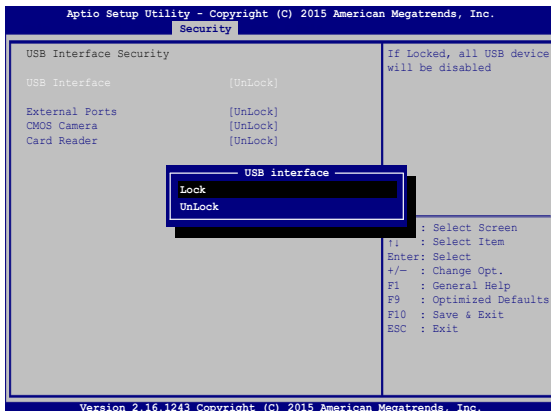 Aptio Setup Utility - Copyright (C) 2015 American Megatrends, Inc.
Security
USB Interface Security
USB Interface [UnLock]
External Ports [UnLock]
CMOS Camera [UnLock]
Card Reader [UnLock]
If Locked, all USB device
will be disabled
USB interface
Lock
UnLock
: Select Screen
↑↓ : Select Item
Enter: Select
+/— : Change Opt.
F1 : General Help
F9 : Optimized Defaults
F10 : Save & Exit
ESC : Exit
Version 2.16.1243 Copyright (C) 2015 American Megatrends, Inc.